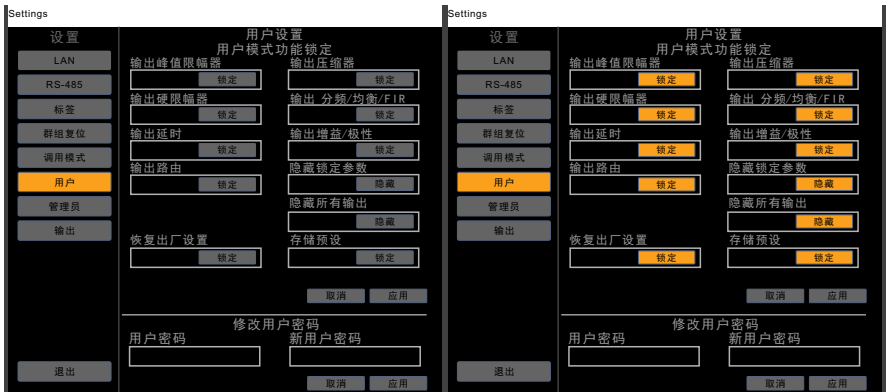 Settings
设置
LAN
RS-485
标签
群组复位
调用模式
用户
管理员
输出
退出
用户设置
用户模式功能锁定
输出峰值限幅器 输出压缩器
锁定 锁定
输出硬限幅器 输出 分频/均衡/FIR
锁定 锁定
输出延时 输出增益/极性
锁定 锁定
输出路由 隐藏锁定参数
锁定 隐藏
隐藏所有输出
隐藏
恢复出厂设置 存储预设
锁定 锁定
取消 应用
修改用户密码
用户密码 新用户密码
取消 应用
Settings
设置
LAN
RS-485
标签
群组复位
调用模式
用户
管理员
输出
退出
用户设置
用户模式功能锁定
输出峰值限幅器 输出压缩器
锁定 锁定
输出硬限幅器 输出 分频/均衡/FIR
锁定 锁定
输出延时 输出增益/极性
锁定 锁定
输出路由 隐藏锁定参数
锁定 隐藏
隐藏所有输出
隐藏
恢复出厂设置 存储预设
锁定 锁定
取消 应用
修改用户密码
用户密码 新用户密码
取消 应用